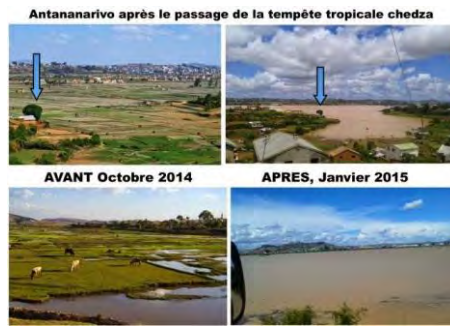 Antananarivo après le passage de la tempête tropicale chedza
AVANT Octobre 2014
APRES, Janvier 2015